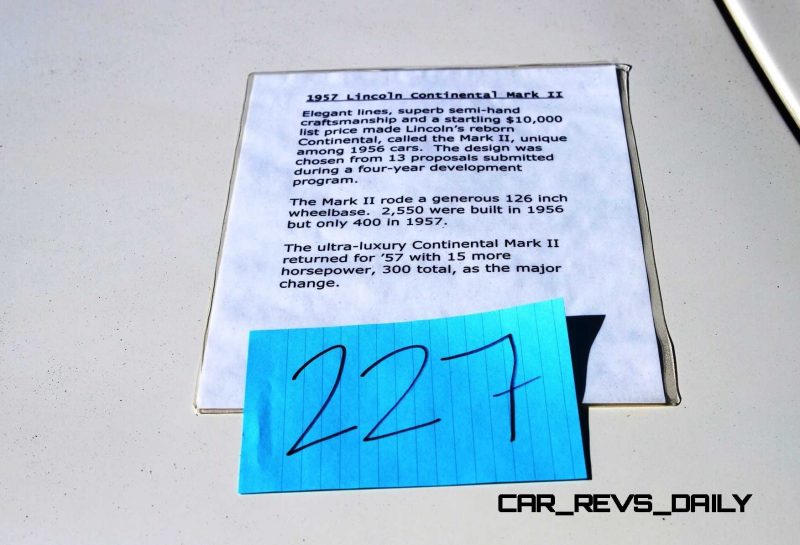 1957 Lincoln Continental Mark II
Elegant lines, superb semi-hand
craftsmanship and a startling $10,000
list price made Lincoln's reborn
Continental, called the Mark II, unique
among 1956 cars. The design was
chosen from 13 proposals submitted
during a four-year development
program.
The Mark II rode a generous 126 inch
wheelbase. 2,550 were built in 1956
but only 400 in 1957.
The ultra-luxury Continental Mark II
returned for '57 with 15 more
horsepower, 300 total, as the major
change.
227
CAR_REVS_DAILY